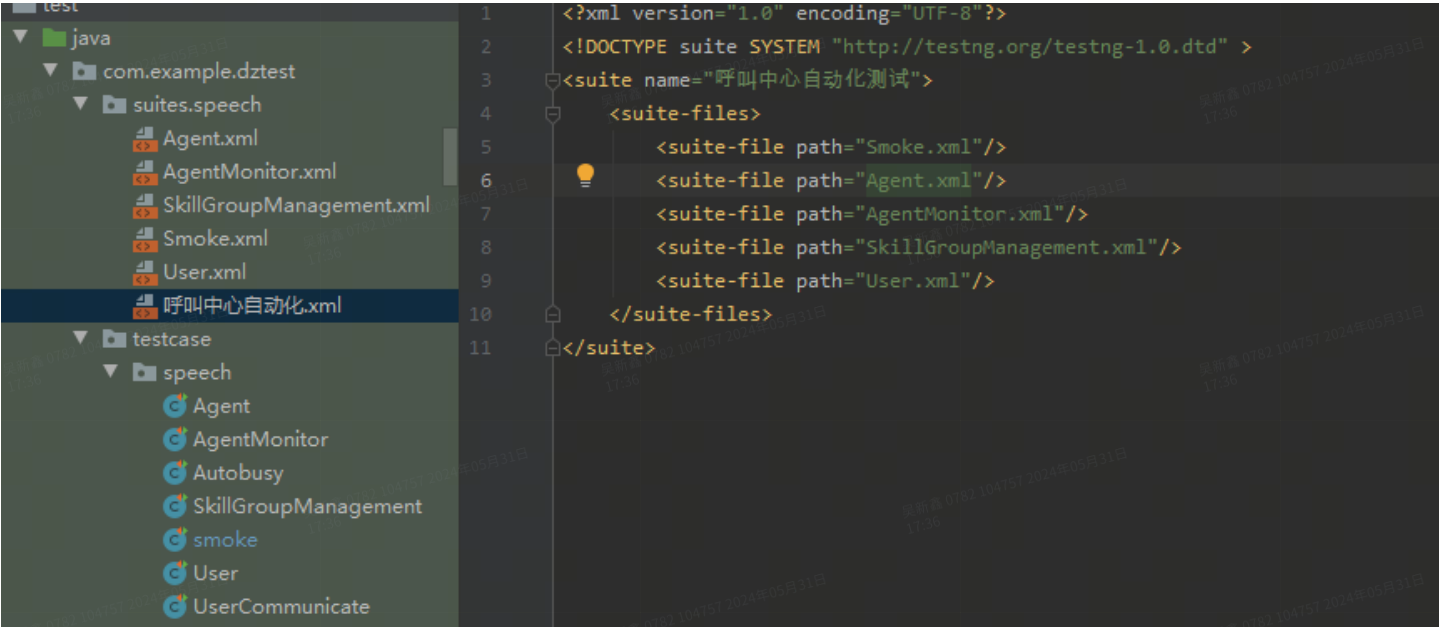 test
java
com.example.dztest
suites.speech
Agent.xml
AgentMonitor.xml
SkillGroupManagement.xml
Smoke.xml
User.xml
呼叫中心自动化.xml
testcase
speech
Agent
AgentMonitor
Autobusy
SkillGroupManagement
smoke
User
UserCommunicate
1 <?xml version="1.0" encoding="UTF-8"?>
2 <!DOCTYPE suite SYSTEM "http://testng.org/testng-1.0.dtd" >
3 <suite name="呼叫中心自动化测试">
4 <suite-files>
5 <suite-file path="Smoke.xml"/>
6 <suite-file path="Agent.xml"/>
7 <suite-file path="AgentMonitor.xml"/>
8 <suite-file path="SkillGroupManagement.xml"/>
9 <suite-file path="User.xml"/>
10 </suite-files>
11 </suite>